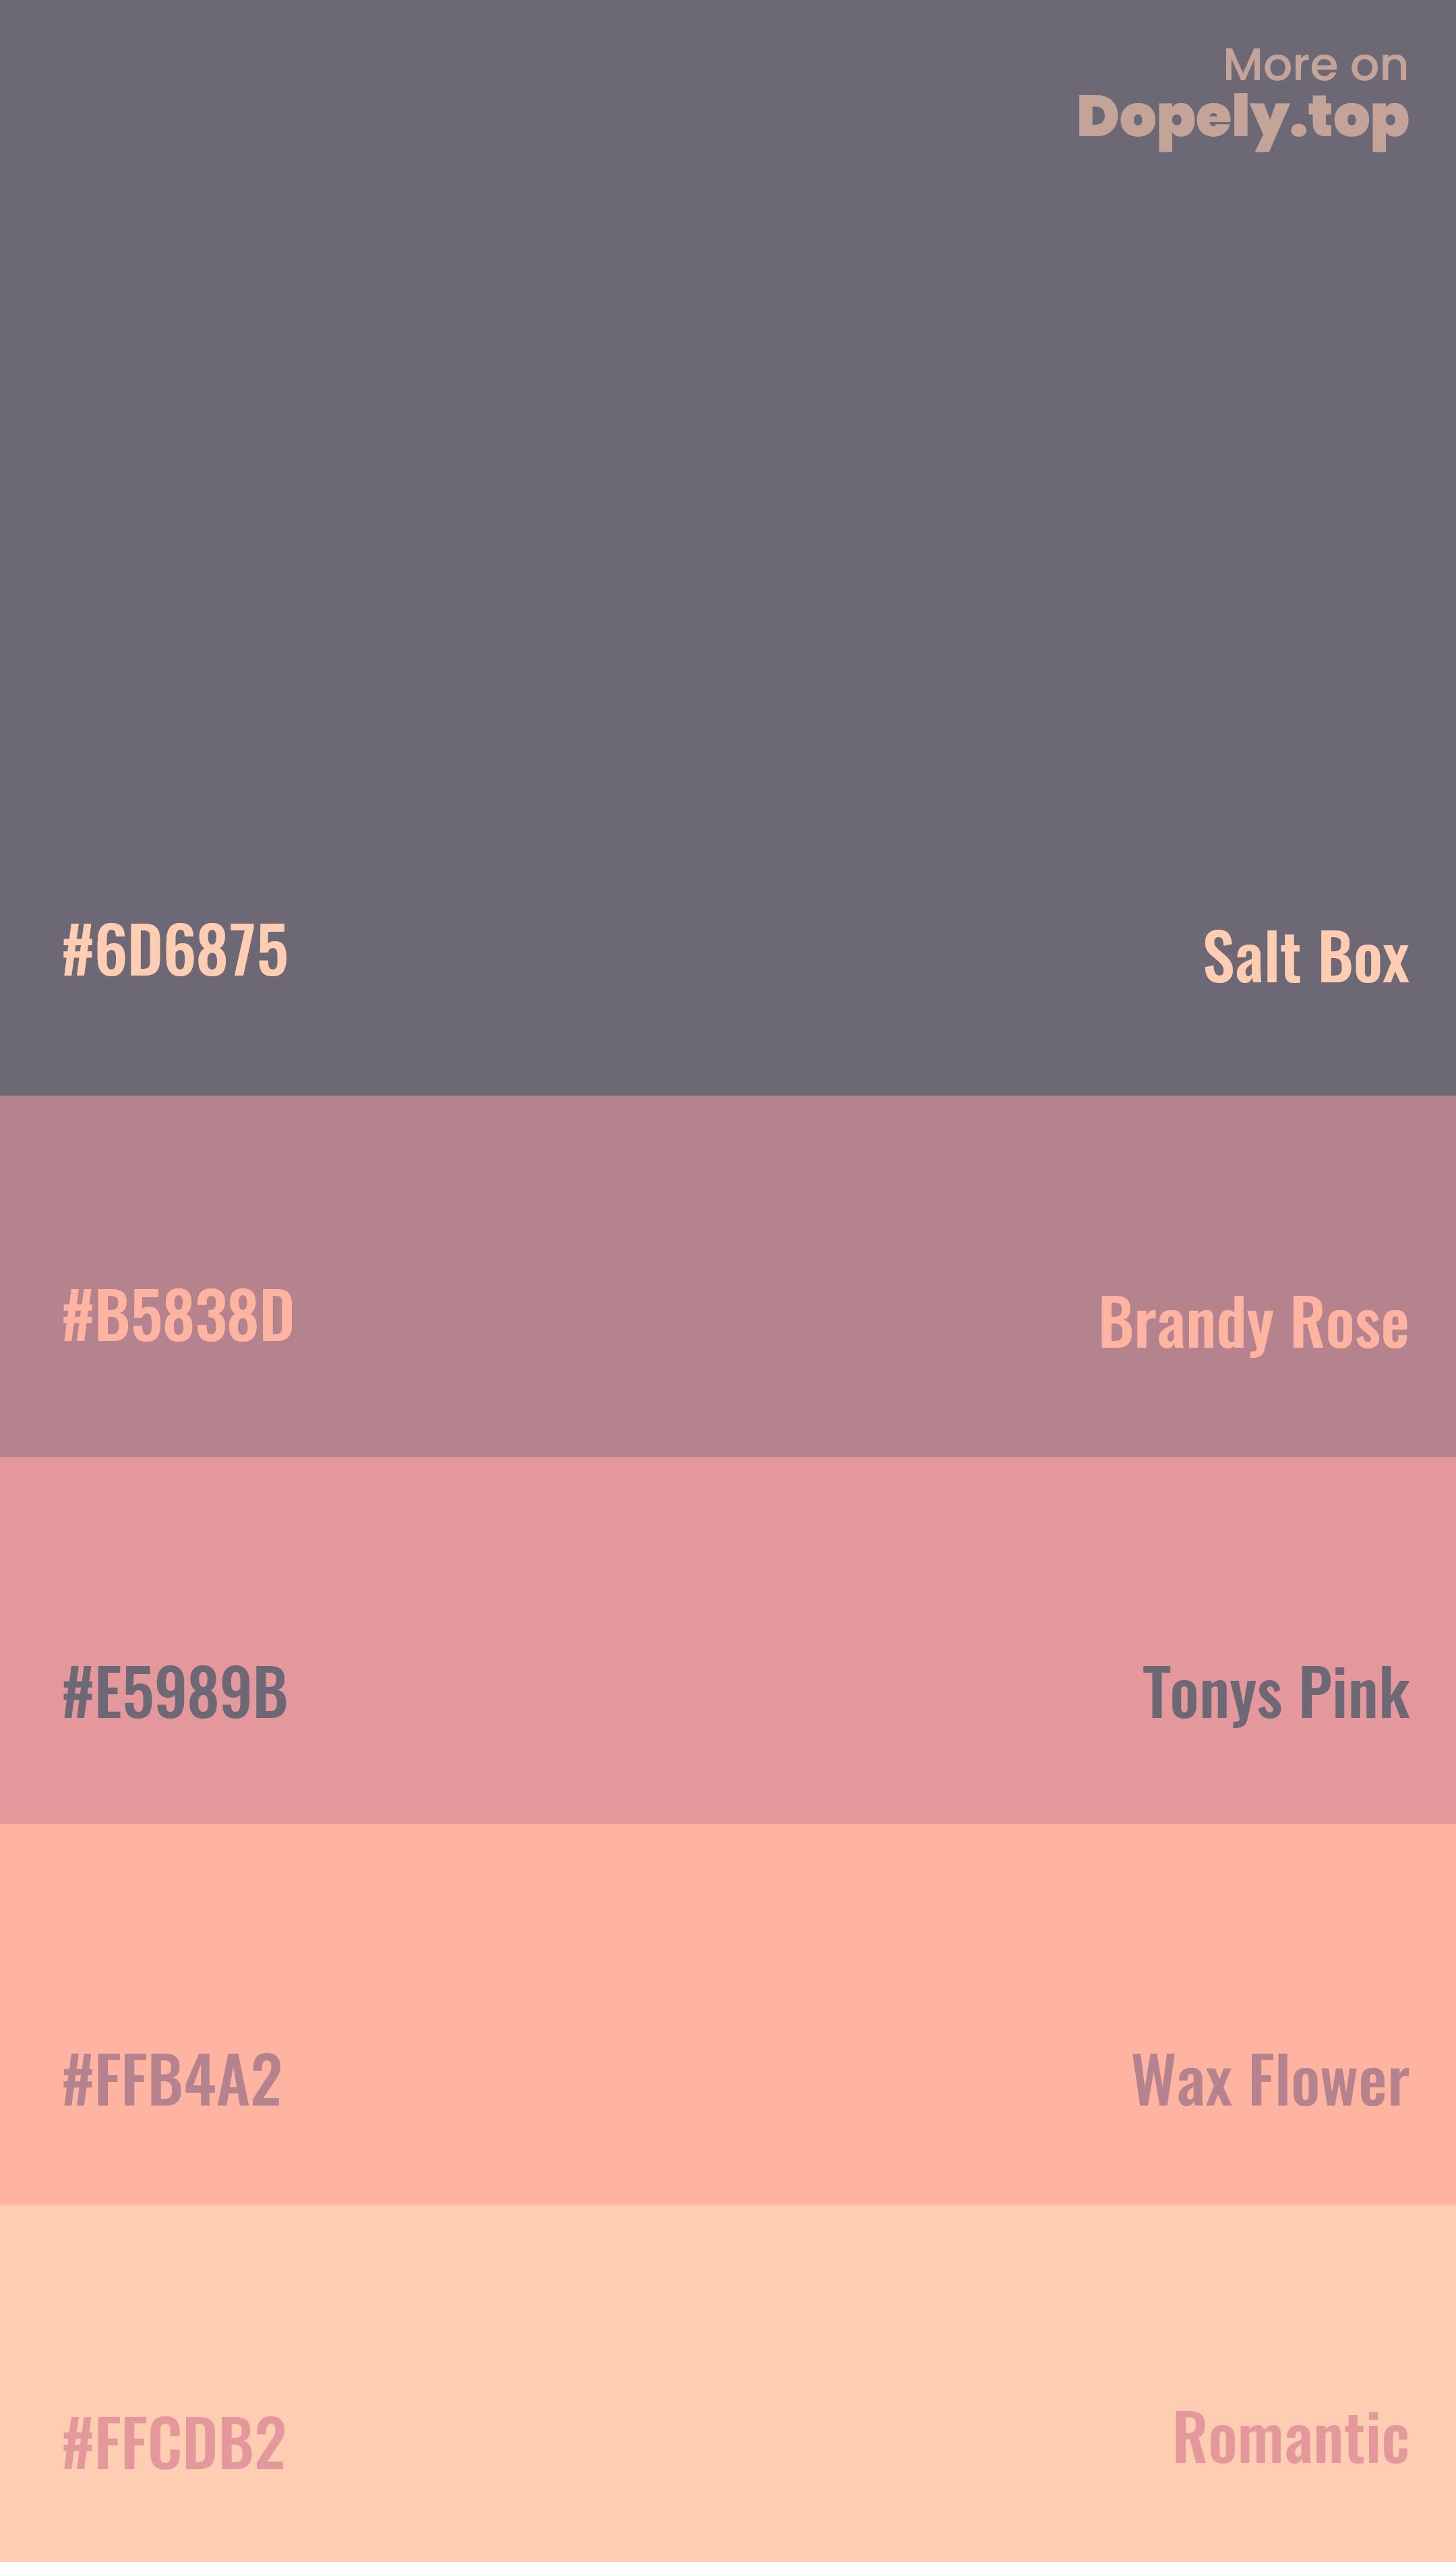 More on
Dopely.top
#6D6875 Salt Box
#B5838D Brandy Rose
#E5989B Tonys Pink
#FFB4A2 Wax Flower
#FFCDB2 Romantic